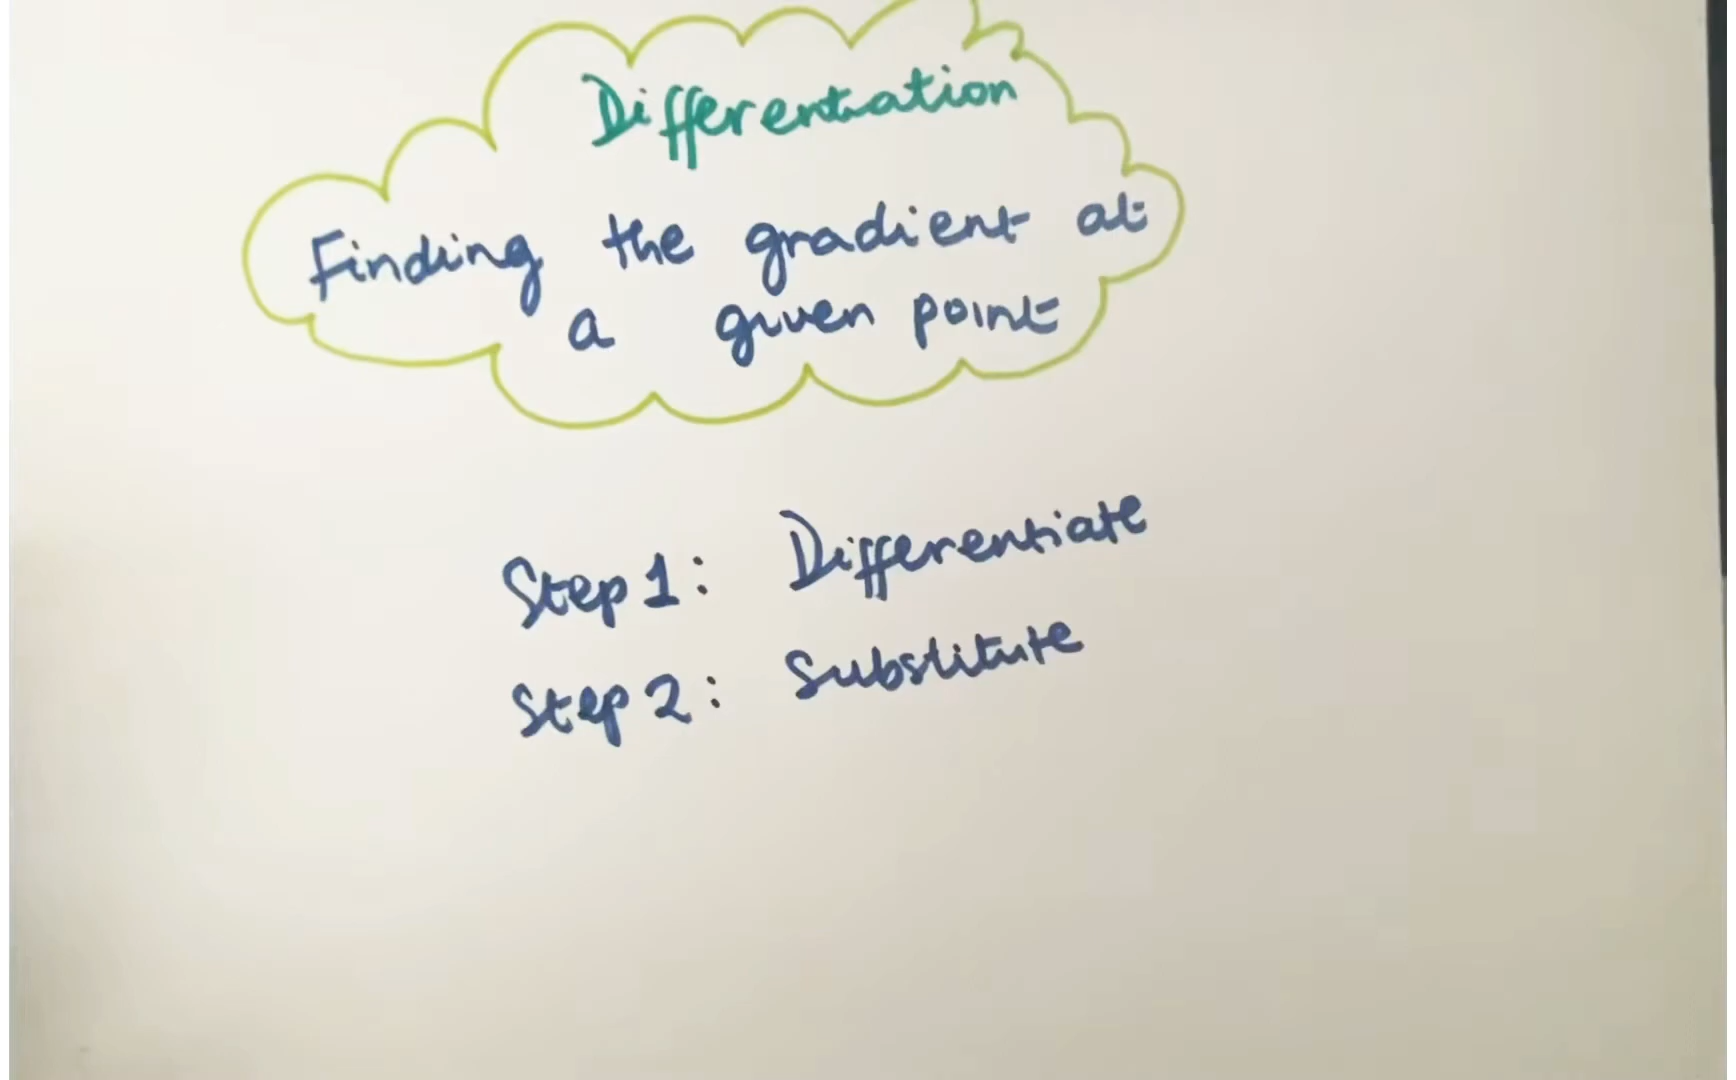 Differentiation
Finding the gradient at
a given point
Step 1: Differentiate
Step 2: Substitute